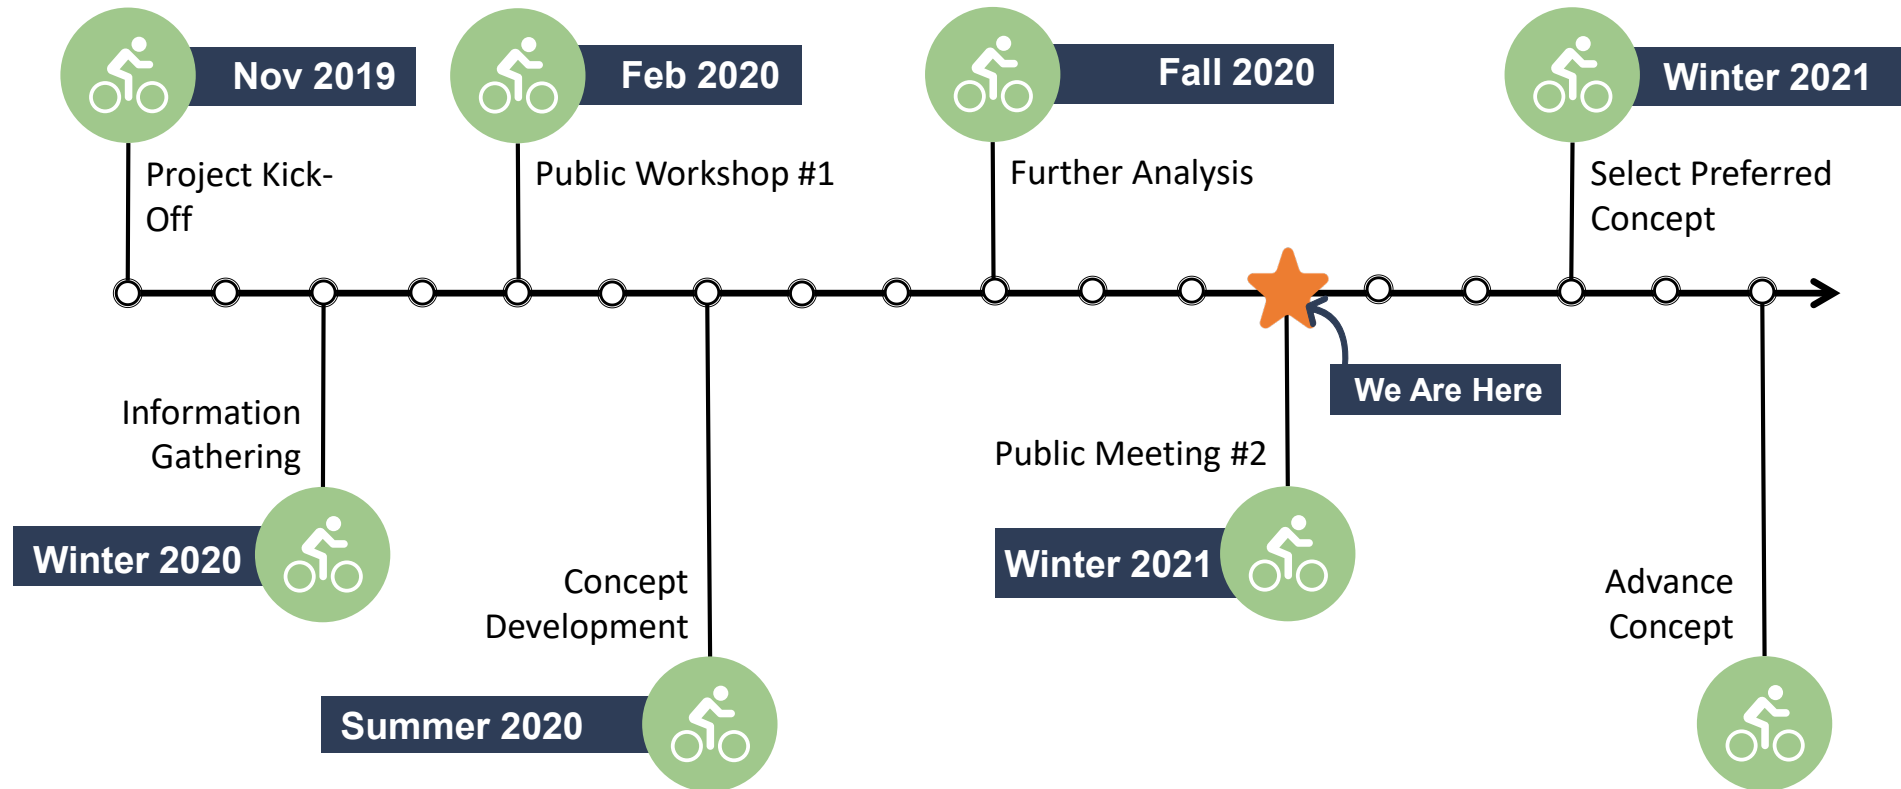 Nov 2019
Project Kick-
Off
Feb 2020
Public Workshop #1
Fall 2020
Further Analysis
Winter 2021
Select Preferred
Concept
We Are Here
Information
Gathering
Winter 2020
Concept
Development
Summer 2020
Public Meeting #2
Winter 2021
Advance
Concept